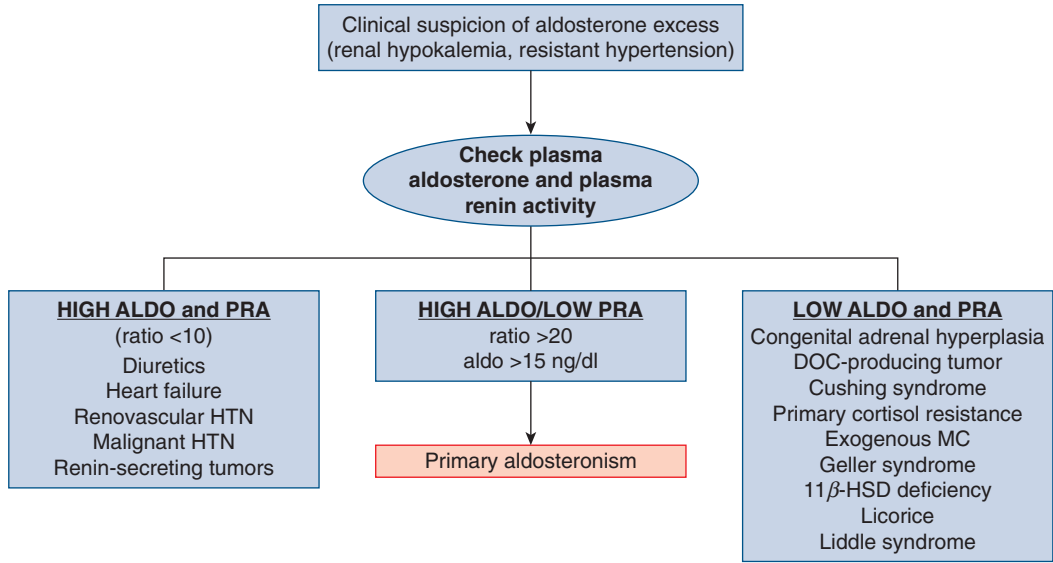 Clinical suspicion of aldosterone excess
(renal hypokalemia, resistant hypertension)
Check plasma
aldosterone and plasma
renin activity
HIGH ALDO and PRA
(ratio <10)
Diuretics
Heart failure
Renovascular HTN
Malignant HTN
Renin-secreting tumors
HIGH ALDO/LOW PRA
ratio >20
aldo >15 ng/dl
Primary aldosteronism
LOW ALDO and PRA
Congenital adrenal hyperplasia
DOC-producing tumor
Cushing syndrome
Primary cortisol resistance
Exogenous MC
Geller syndrome
11β-HSD deficiency
Licorice
Liddle syndrome